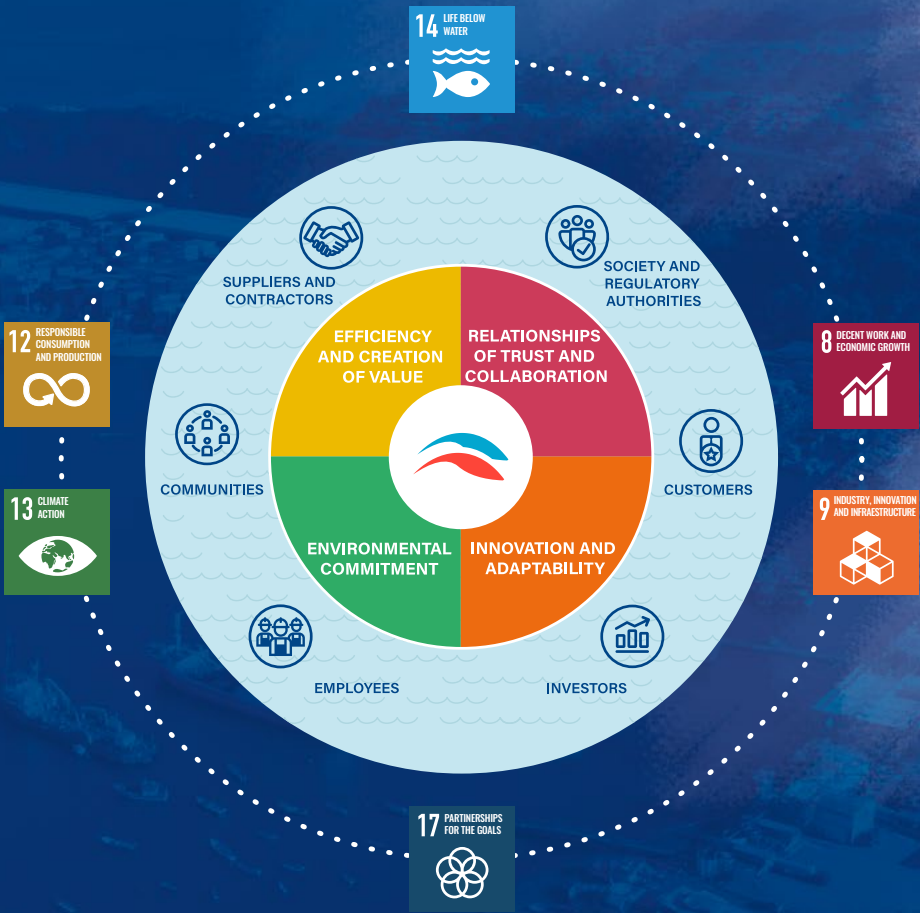 14 LIFE BELOW
WATER
SUPPLIERS AND
CONTRACTORS
SOCIETY AND
REGULATORY
AUTHORITIES
12 RESPONSIBLE
CONSUMPTION
AND PRODUCTION
EFFICIENCY
AND CREATION
OF VALUE
RELATIONSHIPS
OF TRUST AND
COLLABORATION
8 DECENT WORK AND
ECONOMIC GROWTH
COMMUNITIES
CUSTOMERS
13 CLIMATE
ACTION
ENVIRONMENTAL
COMMITMENT
INNOVATION AND
ADAPTABILITY
9 INDUSTRY, INNOVATION
AND INFRAESTRUCTURE
EMPLOYEES
INVESTORS
17 PARTINERSHIPS
FOR THE GOALS